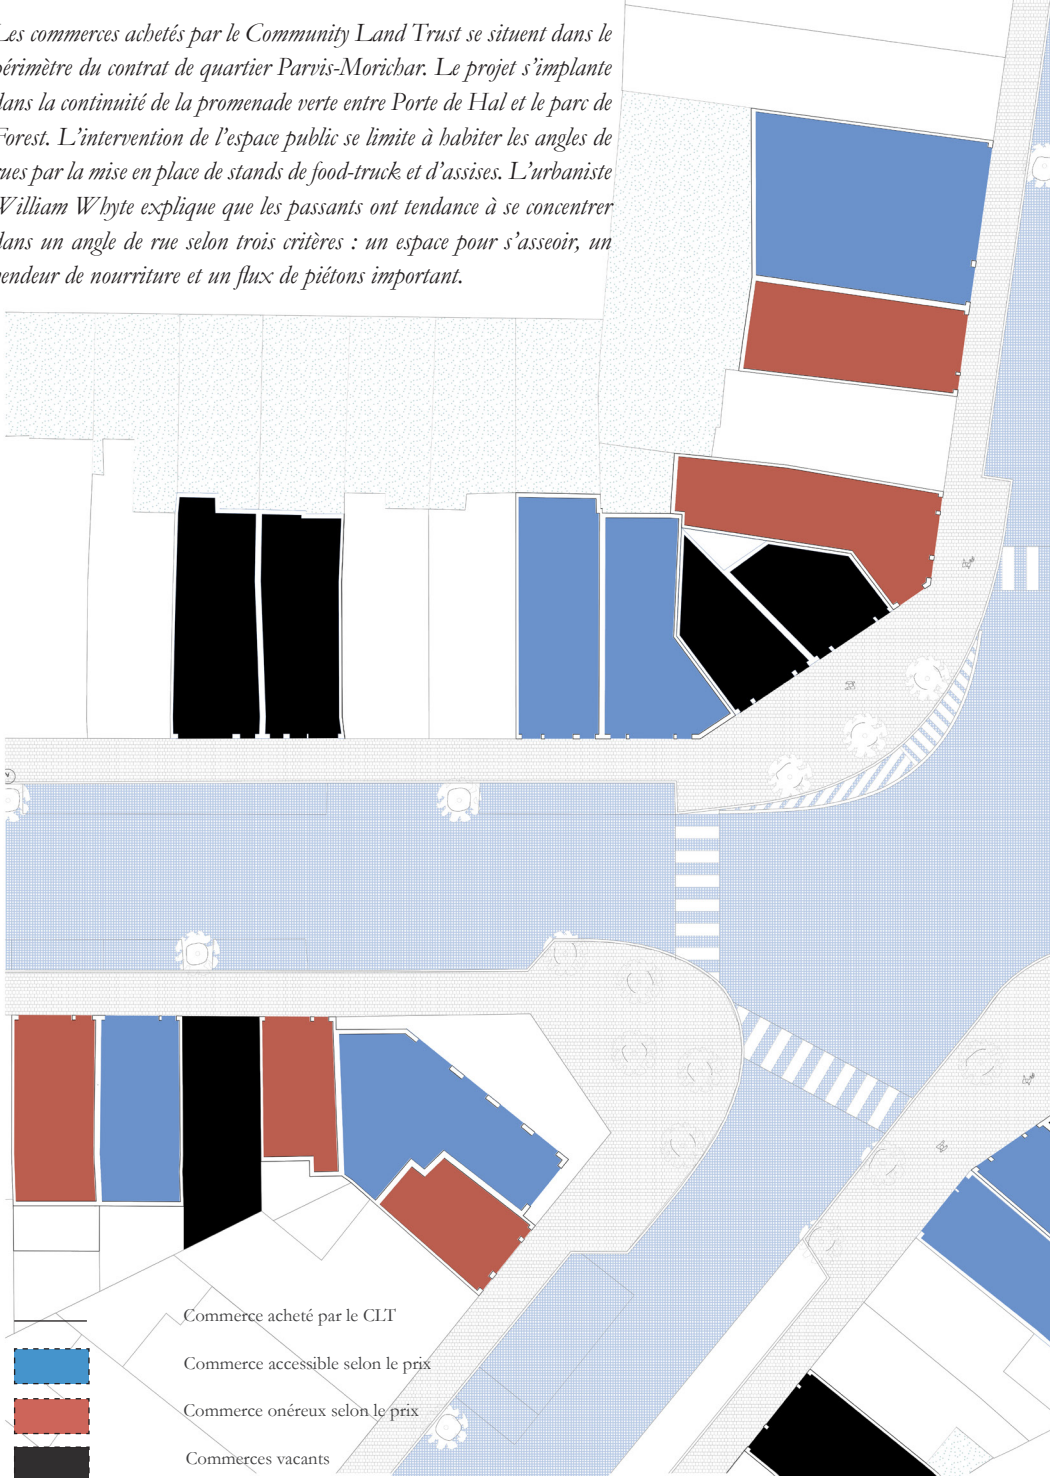 Les commerces achetés par le Community Land Trust se situent dans le
périmètre du contrat de quartier Parvis-Morichar. Le projet s'implante
dans la continuité de la promenade verte entre Porte de Hal et le parc de
Forest. L'intervention de l'espace public se limite à habiter les angles de
rues par la mise en place de stands de food-truck et d'assises. L'urbaniste
William Whyte explique que les passants ont tendance à se concentrer
dans un angle de rue selon trois critères : un espace pour s'asseoir, un
vendeur de nourriture et un flux de piétons important.
Commerce acheté par le CLT
Commerce accessible selon le prix
Commerce onéreux selon le prix
Commerces vacants